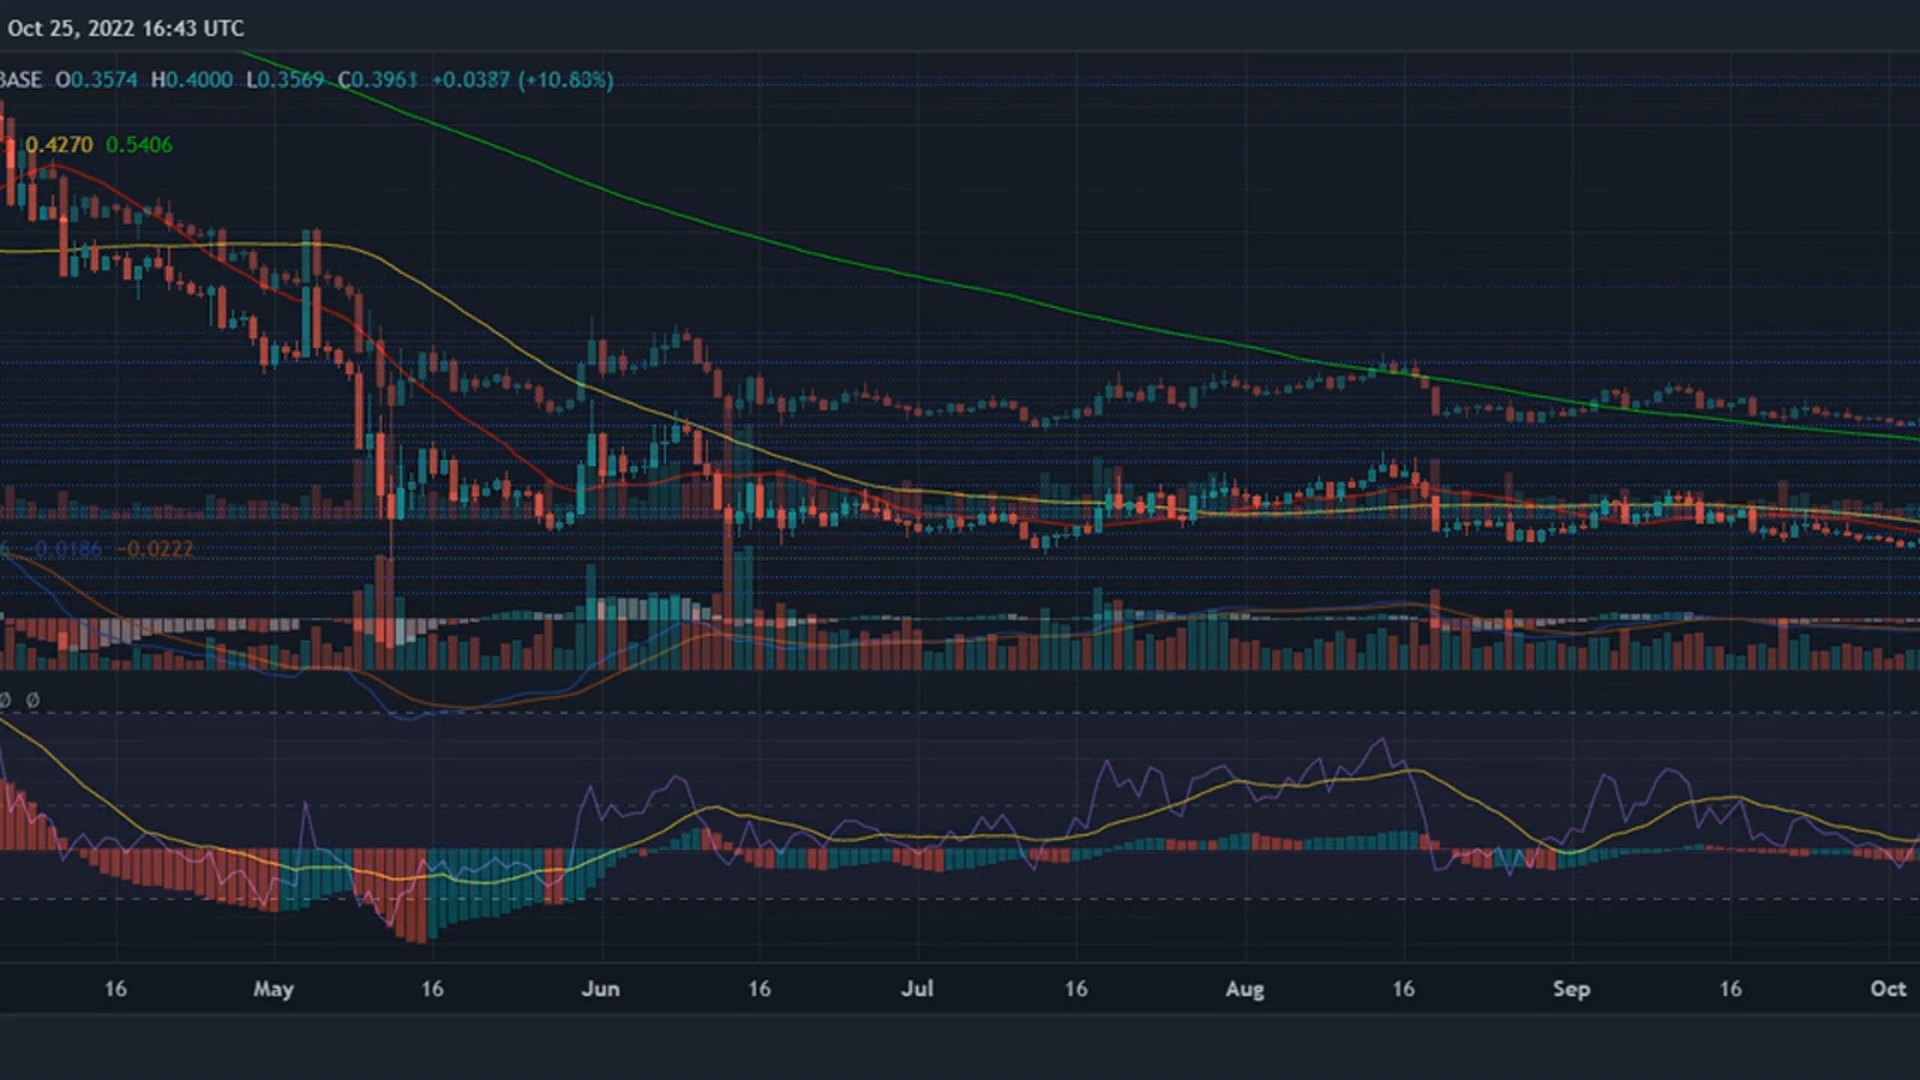 Oct 25, 2022 16:43 UTC
BASE O0.3574 H0.4000 L0.3569 C0.3961 +0.0387 (+10.83%)
0.4270 0.5406
-0.0186 -0.0222
Ø Ø
16 May 16 Jun 16 Jul 16 Aug 16 Sep 16 Oct